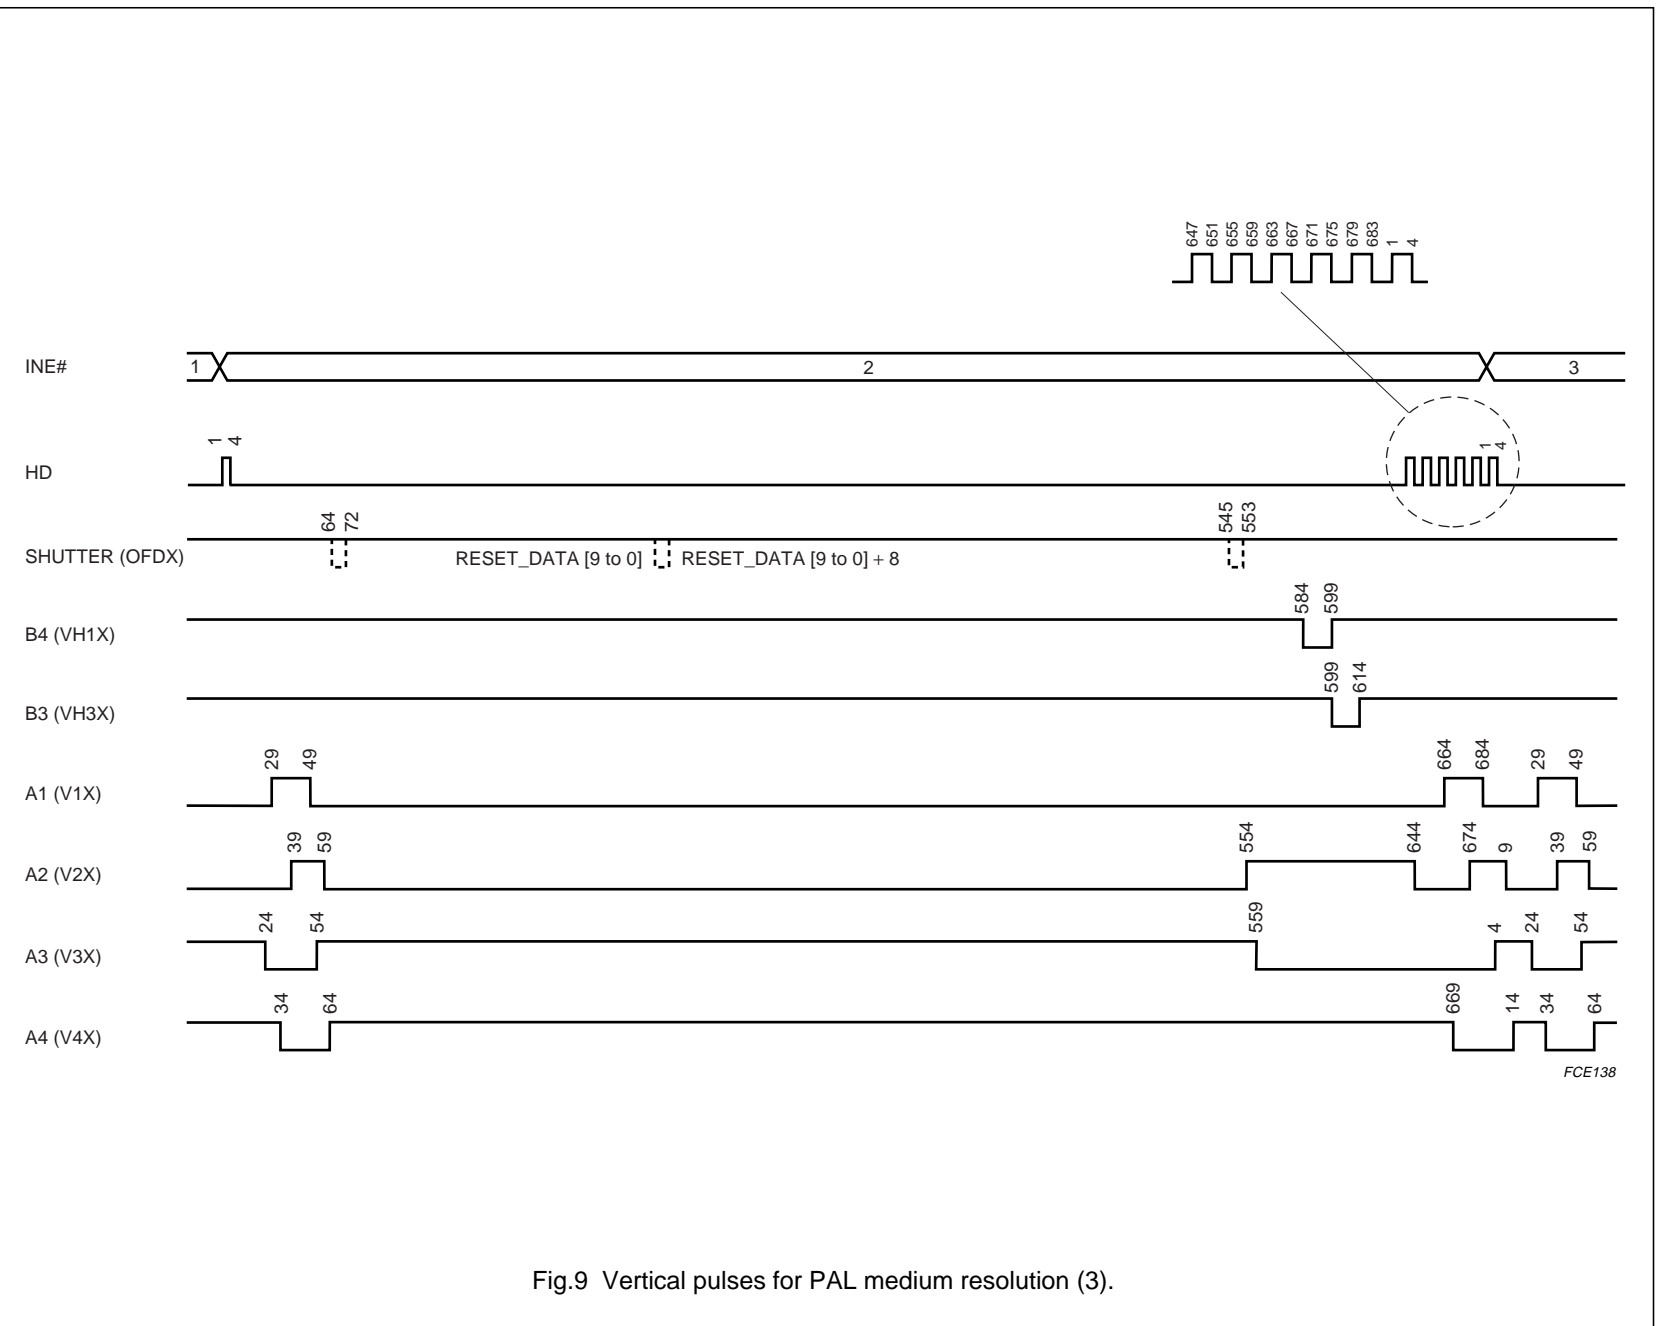 647 651 655 659 663 667 671 675 679 683 1 4
INE# 1 2 3
1 4 1 4
HD
64 72 545 553
SHUTTER (OFDX) RESET_DATA [9 to 0] RESET_DATA [9 to 0] + 8
584 599
B4 (VH1X)
599 614
B3 (VH3X)
29 49 664 684 29 49
A1 (V1X)
39 59 554 644 674 9 39 59
A2 (V2X)
24 54 559 4 24 54
A3 (V3X)
34 64 669 14 34 64
A4 (V4X)
FCE138
Fig.9 Vertical pulses for PAL medium resolution (3).